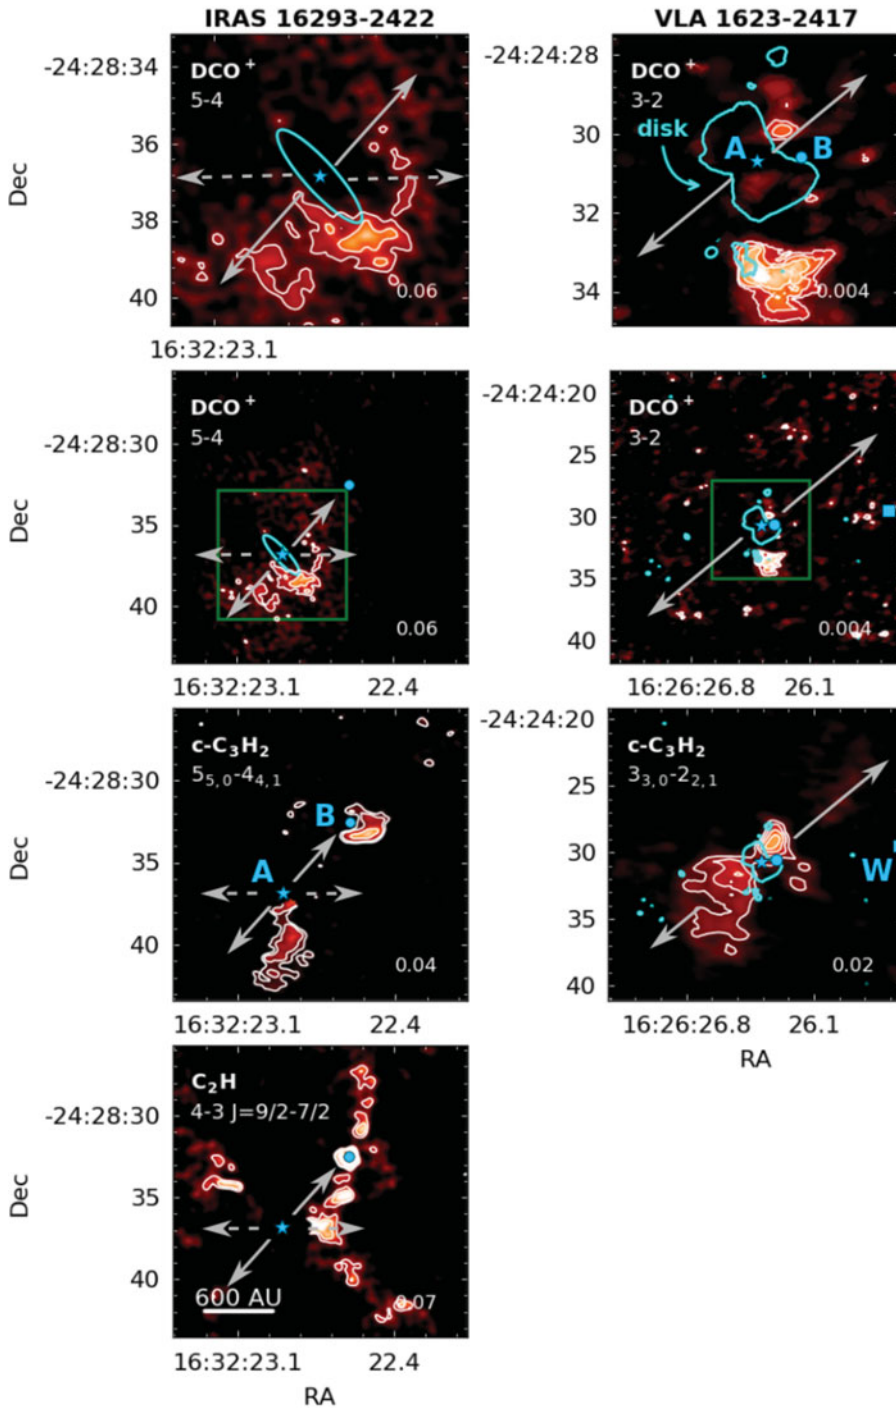 IRAS 16293-2422
VLA 1623-2417
-24:28:34
36
38
40
Dec
DCO+
5-4
0.06
16:32:23.1
-24:24:28
30
32
34
DCO+
3-2
disk
A
B
0.004
-24:28:30
35
40
Dec
DCO+
5-4
0.06
16:32:23.1
22.4
-24:24:20
25
30
35
40
DCO+
3-2
0.004
16:26:26.8
26.1
-24:28:30
35
40
Dec
c-C₃H₂
5₅,₀-4₄,₁
B
A
0.04
16:32:23.1
22.4
-24:24:20
25
30
35
40
c-C₃H₂
3₃,₀-2₂,₁
W
0.02
16:26:26.8
26.1
RA
-24:28:30
35
40
Dec
C₂H
4-3 J=9/2-7/2
600 AU
0.07
16:32:23.1
22.4
RA